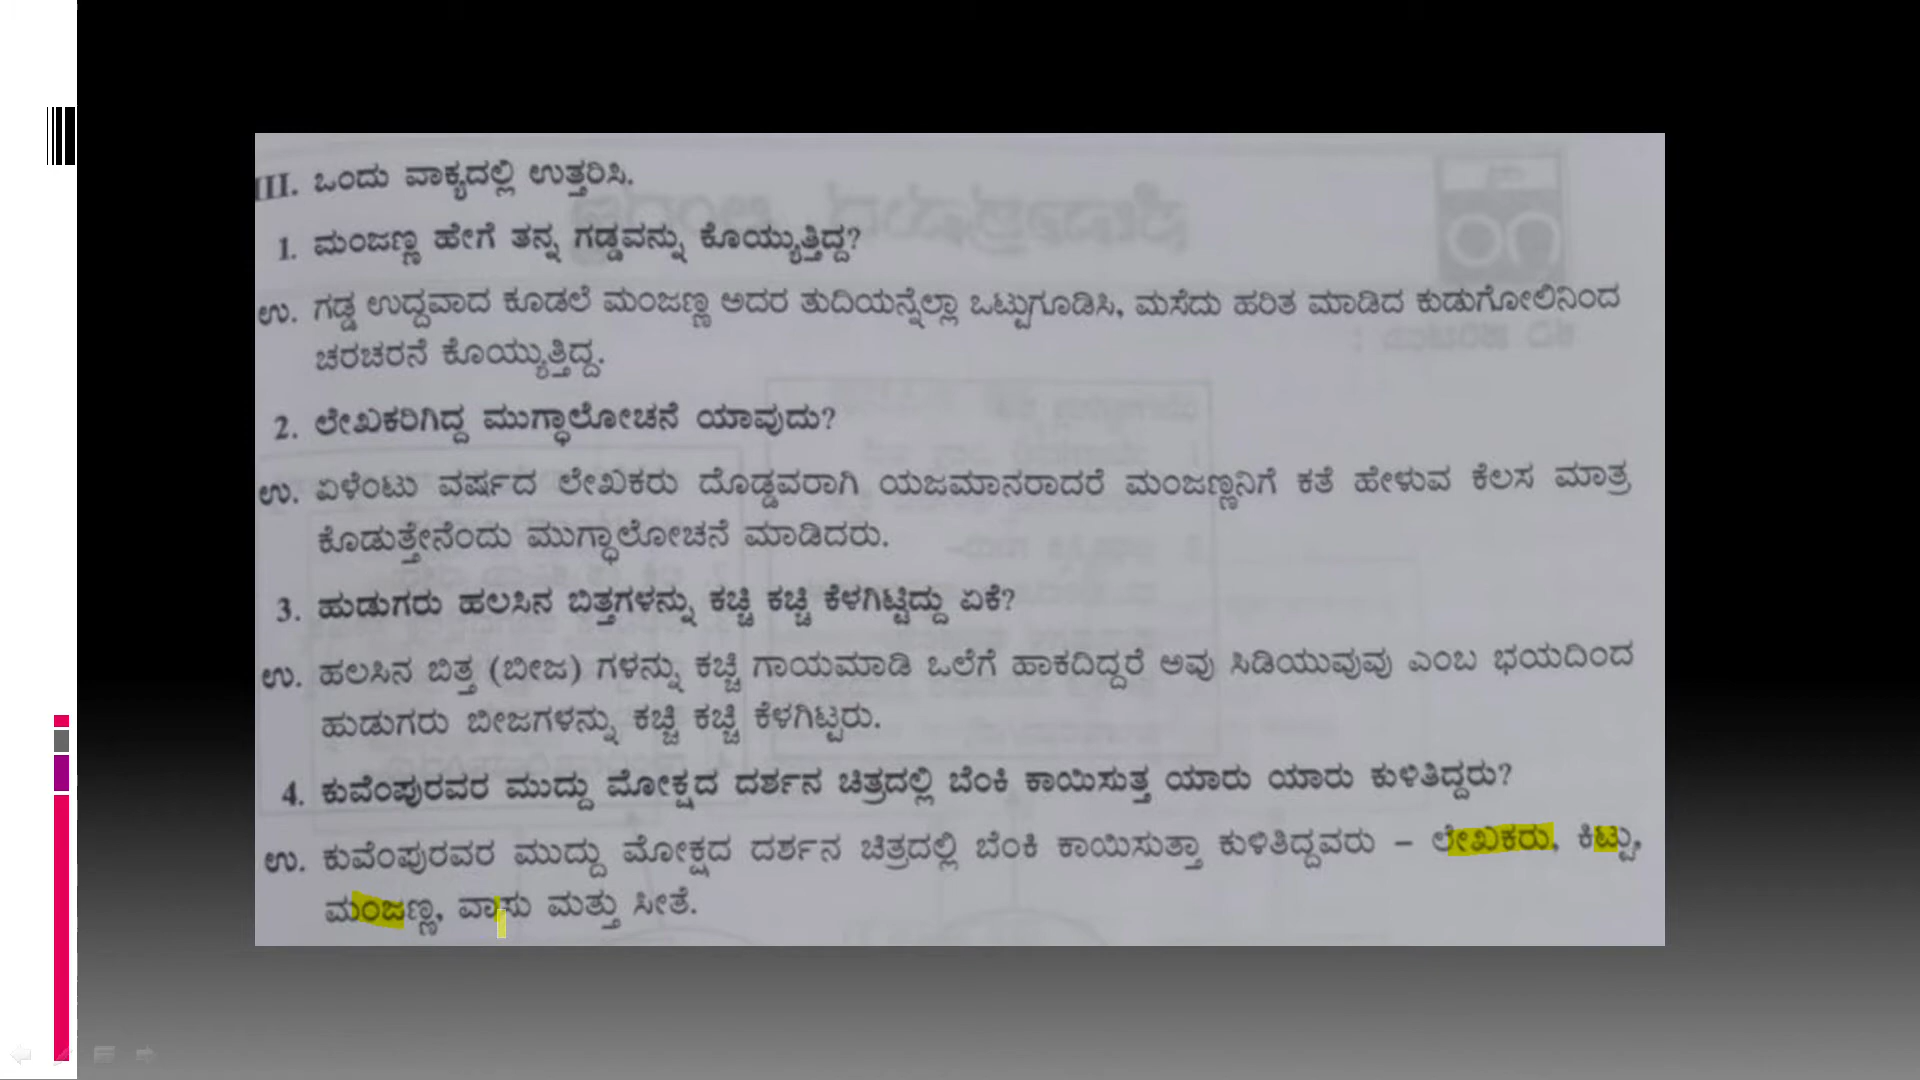 III. ಒಂದು ವಾಕ್ಯದಲ್ಲಿ ಉತ್ತರಿಸಿ.
1. ಮಂಜಣ್ಣ ಹೇಗೆ ತನ್ನ ಗಡ್ಡವನ್ನು ಕೊಯ್ಯುತ್ತಿದ್ದ?
ಉ. ಗಡ್ಡ ಉದ್ದವಾದ ಕೂಡಲೆ ಮಂಜಣ್ಣ ಅದರ ತುದಿಯನ್ನೆಲ್ಲಾ ಒಟ್ಟುಗೂಡಿಸಿ, ಮಸೆದು ಹರಿತ ಮಾಡಿದ ಕುಡುಗೋಲಿನಿಂದ
ಚರಚರನೆ ಕೊಯ್ಯುತ್ತಿದ್ದ.
2. ಲೇಖಕರಿಗಿದ್ದ ಮುಗ್ಧಾಲೋಚನೆ ಯಾವುದು?
ಉ. ಏಳೆಂಟು ವರ್ಷದ ಲೇಖಕರು ದೊಡ್ಡವರಾಗಿ ಯಜಮಾನರಾದರೆ ಮಂಜಣ್ಣನಿಗೆ ಕತೆ ಹೇಳುವ ಕೆಲಸ ಮಾತ್ರ
ಕೊಡುತ್ತೇನೆಂದು ಮುಗ್ಧಾಲೋಚನೆ ಮಾಡಿದರು.
3. ಹುಡುಗರು ಹಲಸಿನ ಬಿತ್ತಗಳನ್ನು ಕಚ್ಚಿ ಕಚ್ಚಿ ಕೆಳಗಿಟ್ಟಿದ್ದು ಏಕೆ?
ಉ. ಹಲಸಿನ ಬಿತ್ತ (ಬೀಜ) ಗಳನ್ನು ಕಚ್ಚಿ ಗಾಯಮಾಡಿ ಒಲೆಗೆ ಹಾಕದಿದ್ದರೆ ಅವು ಸಿಡಿಯುವುವು ಎಂಬ ಭಯದಿಂದ
ಹುಡುಗರು ಬೀಜಗಳನ್ನು ಕಚ್ಚಿ ಕಚ್ಚಿ ಕೆಳಗಿಟ್ಟರು.
4. ಕುವೆಂಪುರವರ ಮುದ್ದು ಮೋಕ್ಷದ ದರ್ಶನ ಚಿತ್ರದಲ್ಲಿ ಬೆಂಕಿ ಕಾಯಿಸುತ್ತ ಯಾರು ಯಾರು ಕುಳಿತಿದ್ದರು?
ಉ. ಕುವೆಂಪುರವರ ಮುದ್ದು ಮೋಕ್ಷದ ದರ್ಶನ ಚಿತ್ರದಲ್ಲಿ ಬೆಂಕಿ ಕಾಯಿಸುತ್ತಾ ಕುಳಿತಿದ್ದವರು – ಲೇಖಕರು, ಕಿಟ್ಟು,
ಮಂಜಣ್ಣ, ವಾಸು ಮತ್ತು ಸೀತೆ.